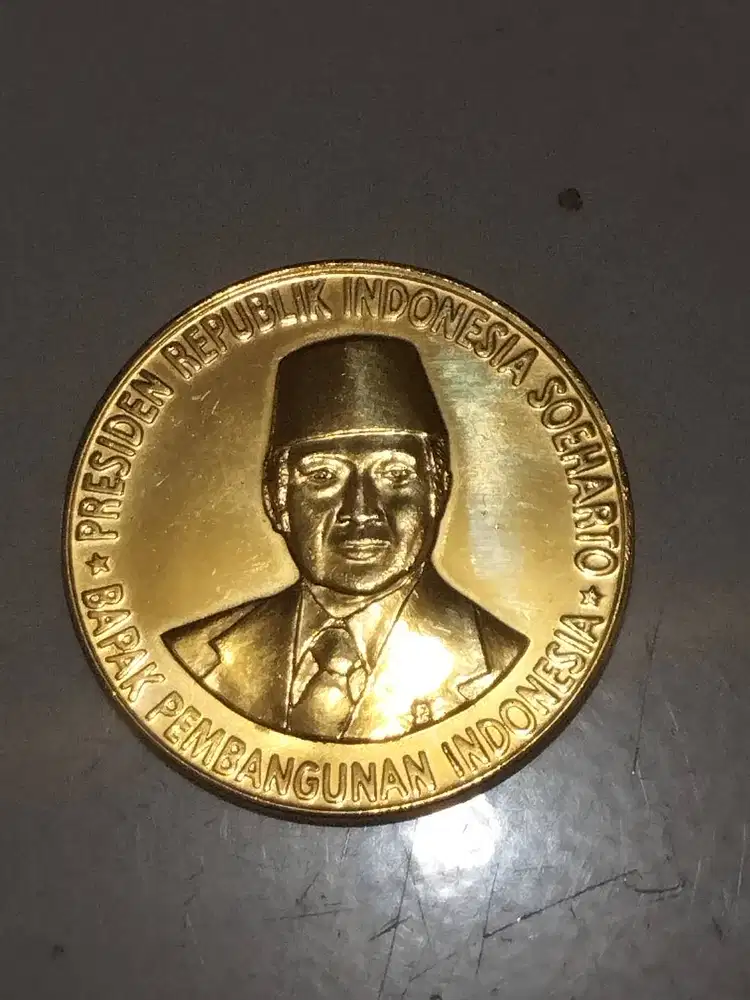 PRESIDEN REPUBLIK INDONESIA SOEHARTO
BAPAK PEMBANGUNAN INDONESIA